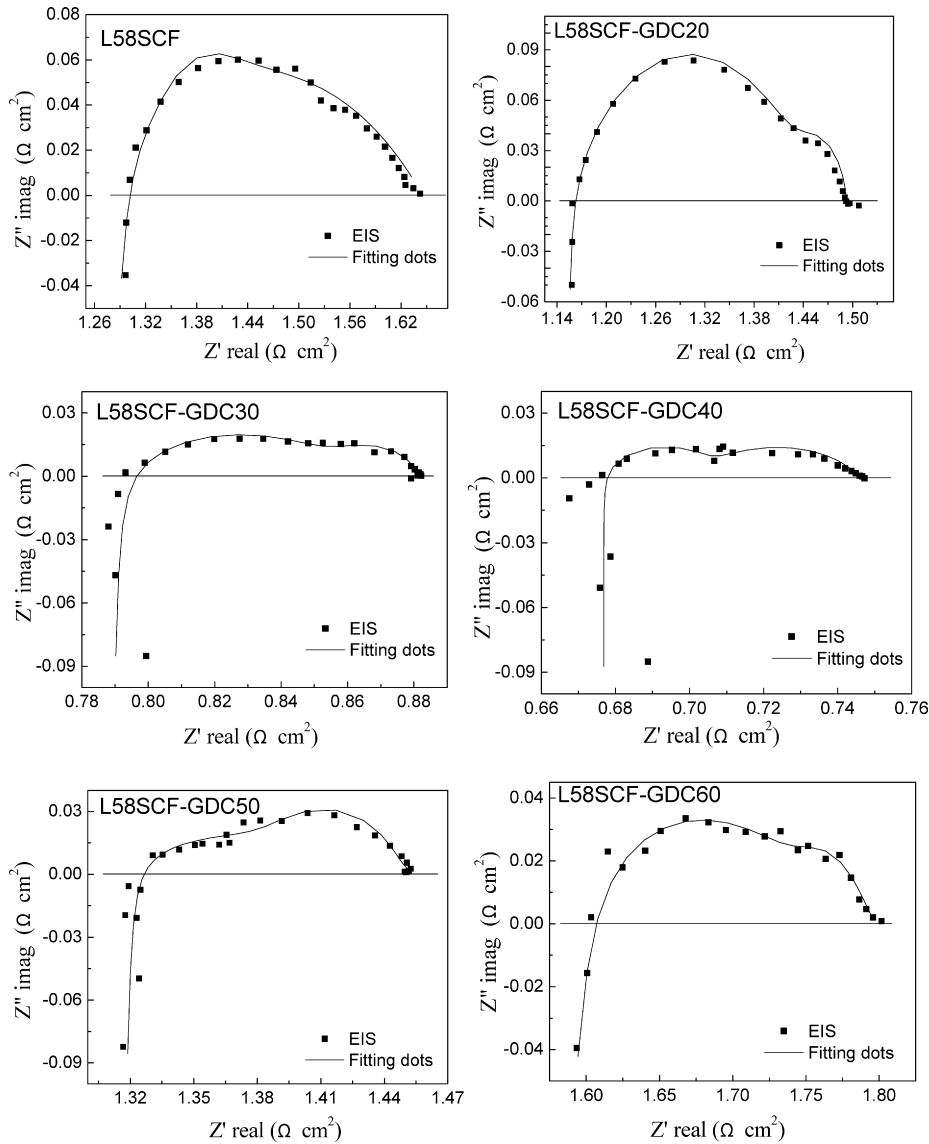 L58SCF
0.08
0.06
0.04
0.02
0.00
-0.02
-0.04
Z'' imag (Ω cm²)
EIS
Fitting dots
1.26 1.32 1.38 1.44 1.50 1.56 1.62
Z' real (Ω cm²)
L58SCF-GDC20
0.09
0.06
0.03
0.00
-0.03
-0.06
Z'' imag (Ω cm²)
EIS
Fitting dots
1.14 1.20 1.26 1.32 1.38 1.44 1.50
Z' real (Ω cm²)
L58SCF-GDC30
0.03
0.00
-0.03
-0.06
-0.09
Z'' imag (Ω cm²)
EIS
Fitting dots
0.78 0.80 0.82 0.84 0.86 0.88
Z' real (Ω cm²)
L58SCF-GDC40
0.03
0.00
-0.03
-0.06
-0.09
Z'' imag (Ω cm²)
EIS
Fitting dots
0.66 0.68 0.70 0.72 0.74 0.76
Z' real (Ω cm²)
L58SCF-GDC50
0.03
0.00
-0.03
-0.06
-0.09
Z'' imag (Ω cm²)
EIS
Fitting dots
1.32 1.35 1.38 1.41 1.44 1.47
Z' real (Ω cm²)
L58SCF-GDC60
0.04
0.02
0.00
-0.02
-0.04
Z'' imag (Ω cm²)
EIS
Fitting dots
1.60 1.65 1.70 1.75 1.80
Z' real (Ω cm²)